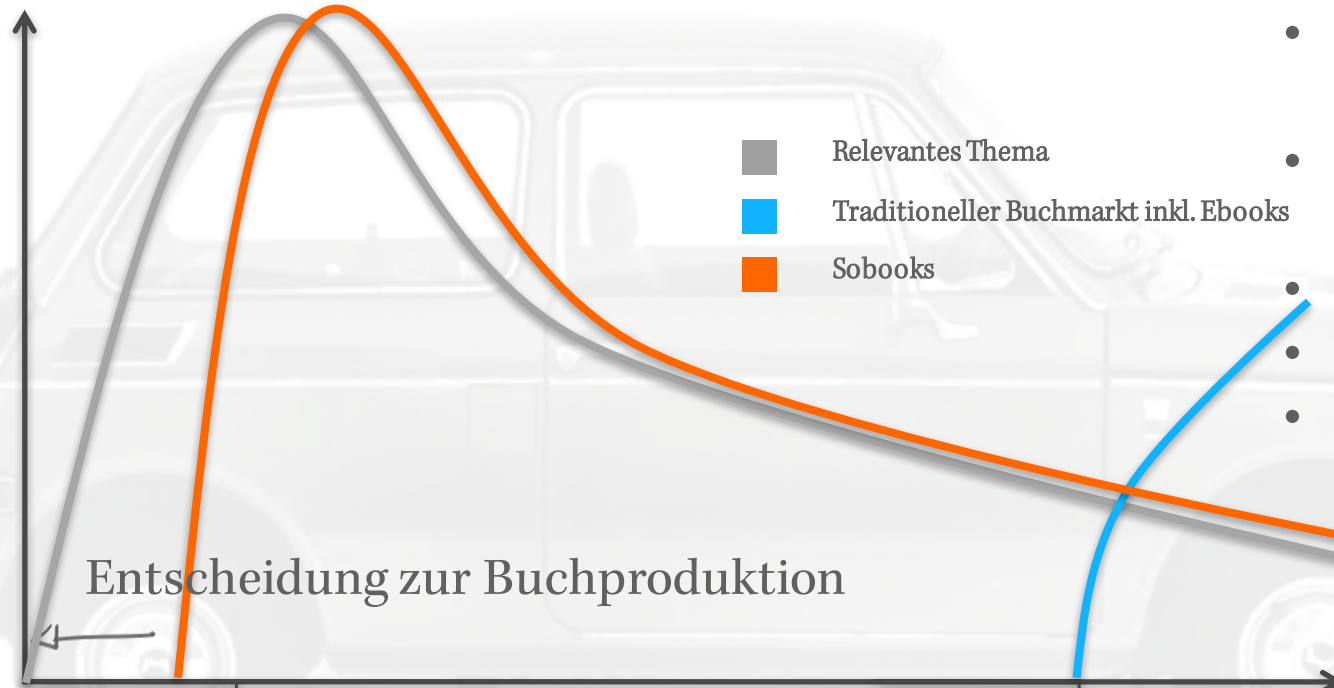 Relevantes Thema
Traditioneller Buchmarkt inkl. Ebooks
Sobooks
Entscheidung zur Buchproduktion